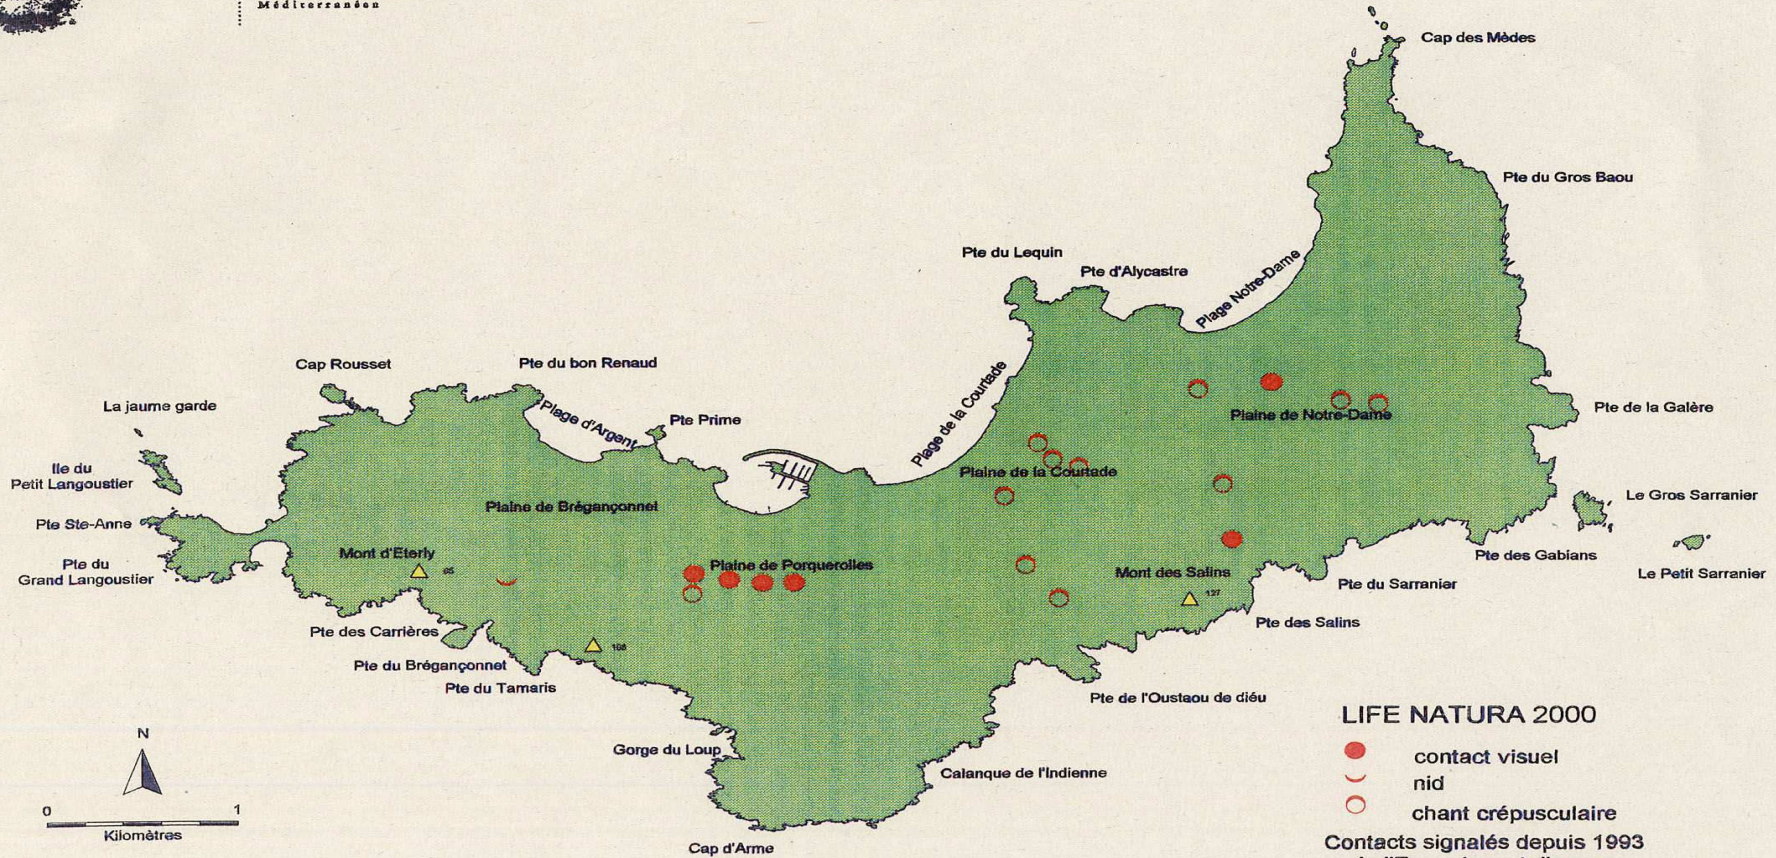 Méditerranéen
Cap des Mèdes
Pte du Gros Baou
Pte du Lequin
Pte d'Alycastre
Plage Notre-Dame
Cap Rousset
Pte du bon Renaud
Plage d'Argent
Pte Prime
Plage de la Courtade
La jaume garde
Plaine de Notre-Dame
Pte de la Galère
Ile du
Petit Langoustier
Plaine de la Courtade
Plaine de Brégançonnet
Le Gros Sarranier
Pte Ste-Anne
Mont d'Eterly
Pte du
Grand Langoustier
Plaine de Porquerolles
Mont des Salins
127
Pte des Gabians
Le Petit Sarranier
Pte du Sarranier
Pte des Salins
Pte des Carrières
Pte du Brégançonnet
Pte du Tamaris
Pte de l'Oustaou de diéu
N
Gorge du Loup
Calanque de l'Indienne
0 1
Kilomètres
Cap d'Arme
LIFE NATURA 2000
contact visuel
nid
chant crépusculaire
Contacts signalés depuis 1993